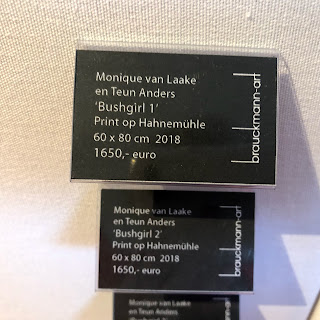 Monique van Laake
en Teun Anders
'Bushgirl 1'
Print op Hahnemühle
60 x 80 cm 2018
1650,- euro
brauckmann-art
Monique van Laake
en Teun Anders
'Bushgirl 2'
Print op Hahnemühle
60 x 80 cm 2018
1650,- euro
brauckmann-art
Monique van Laake
en Teun Anders